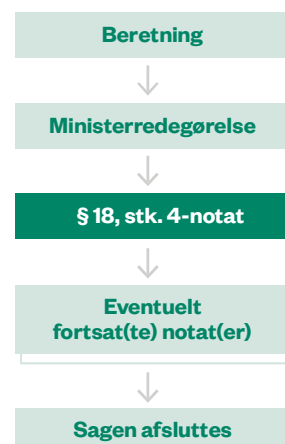 Beretning
Ministerredegørelse
§ 18, stk. 4-notat
Eventuelt
fortsat(te) notat(er)
Sagen afsluttes